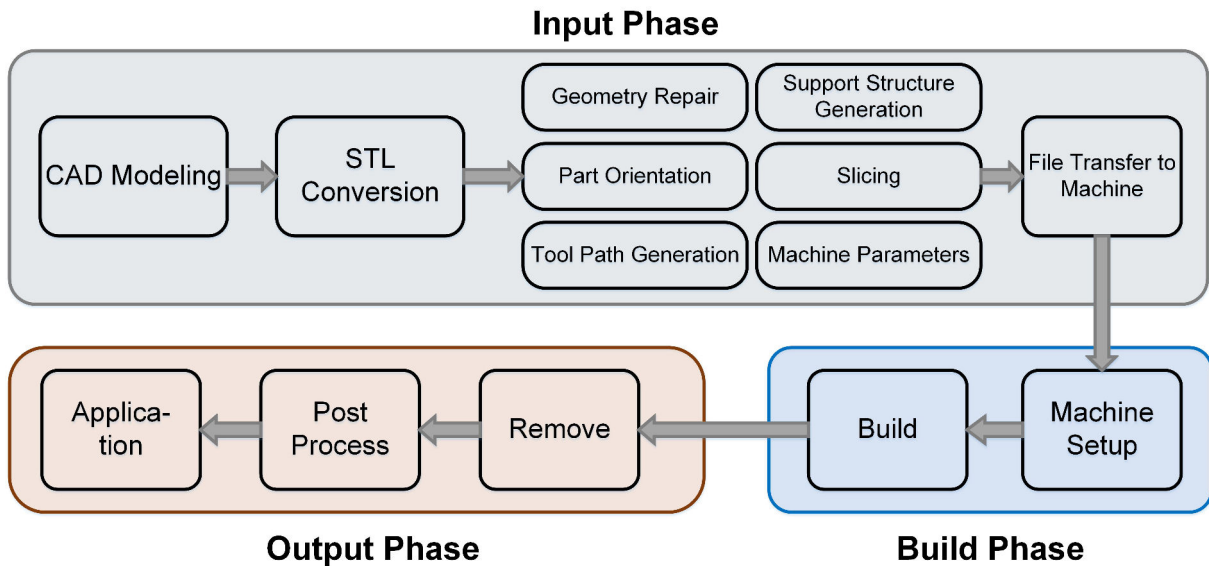 Input Phase
CAD Modeling
STL
Conversion
Geometry Repair
Support Structure
Generation
Part Orientation
Slicing
Tool Path Generation
Machine Parameters
File Transfer to
Machine
Applica-
tion
Post
Process
Remove
Build
Machine
Setup
Output Phase
Build Phase